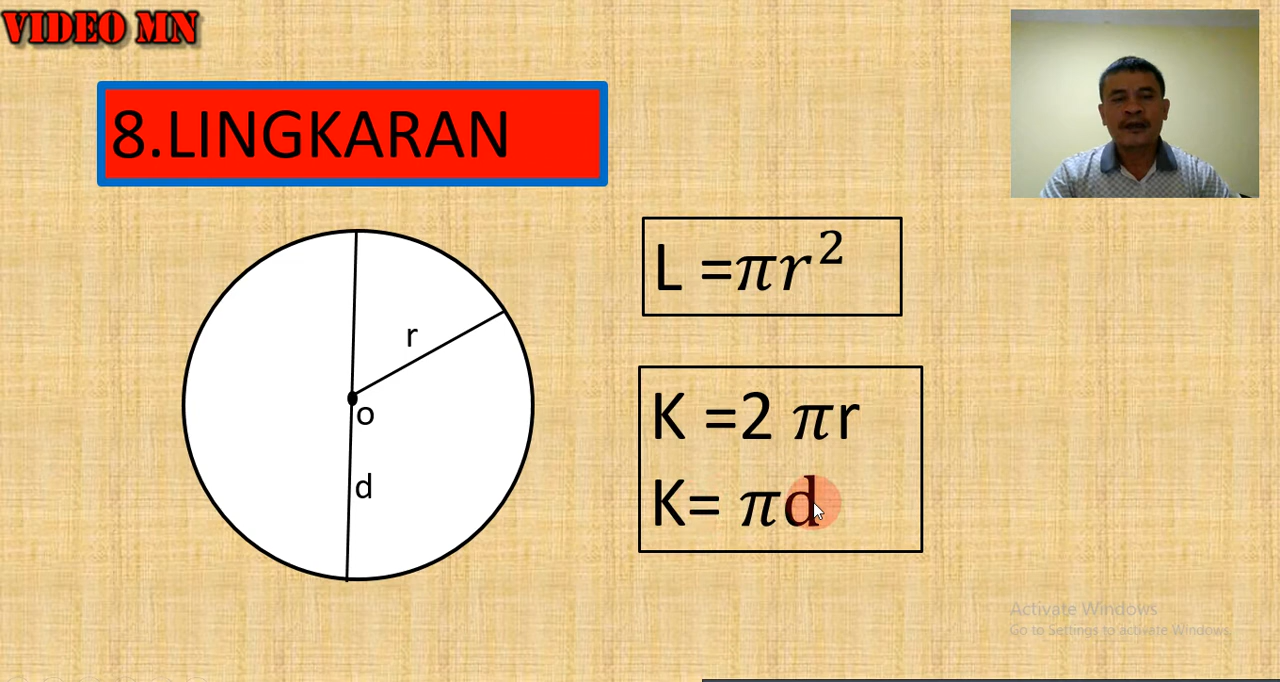 VIDEO MN
8.LINGKARAN
r
o
d
L =πr²
K =2 πr
K= πd
Activate Windows
Go to Settings to activate Windows.